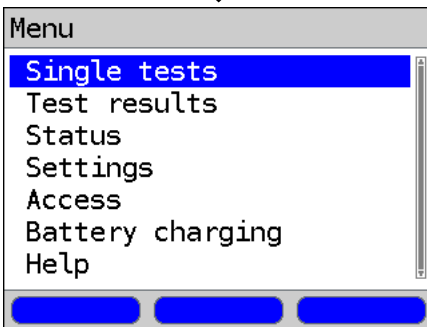 Menu
Single tests
Test results
Status
Settings
Access
Battery charging
Help